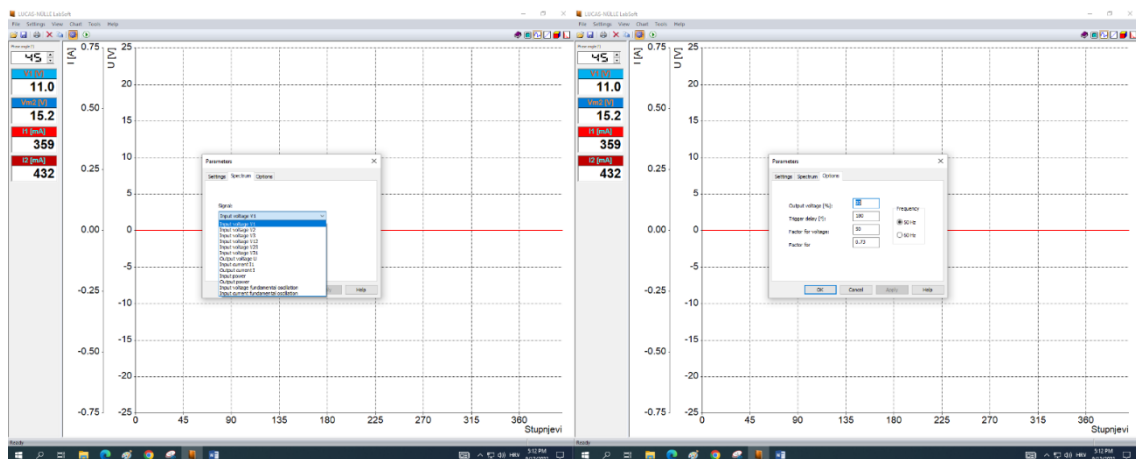 LUCAS-NÜLLE LabSoft
File Settings View Chart Tools Help
45
11.0
Vm2 [V]
15.2
I1 [mA]
359
I2 [mA]
432
I [A]
U [V]
0.75
0.50
0.25
0.00
-0.25
-0.50
-0.75
25
20
15
10
5
0
-5
-10
-15
-20
-25
45 90 135 180 225 270 315 360
Stupnjevi
Parameters
Settings Spectrum Options
Signal:
Input voltage V1
Input voltage V1
Input voltage V2
Input voltage V3
Input voltage V12
Input voltage V23
Input voltage V31
Output voltage U
Input current I1
Output current I
Input power
Output power
Input voltage fundamental oscillation
Input current fundamental oscillation
Help
Ready
HRV
5:12 PM
LUCAS-NÜLLE LabSoft
File Settings View Chart Tools Help
45
11.0
Vm2 [V]
15.2
I1 [mA]
359
I2 [mA]
432
I [A]
U [V]
0.75
0.50
0.25
0.00
-0.25
-0.50
-0.75
25
20
15
10
5
0
-5
-10
-15
-20
-25
45 90 135 180 225 270 315 360
Stupnjevi
Parameters
Settings Spectrum Options
Output voltage [%]:
Trigger delay [°]: 180
Factor for voltage: 50
Factor for 0.73
Frequency
50 Hz
60 Hz
OK Cancel Apply Help
Ready
HRV
5:12 PM